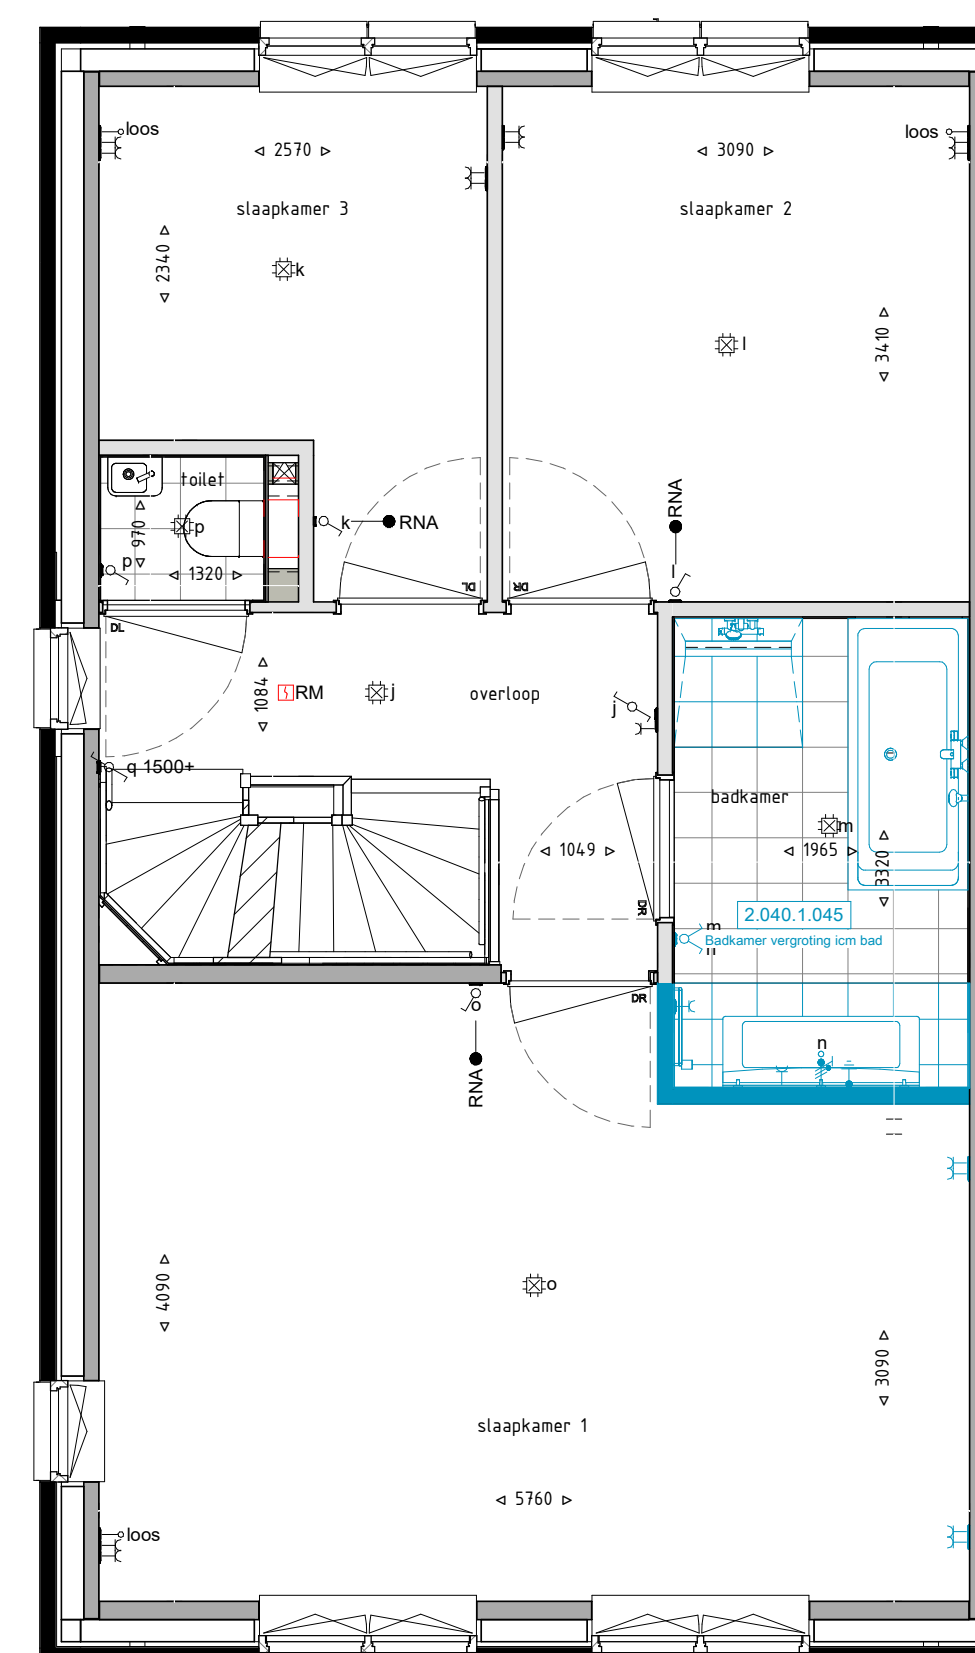 loos
2570
slaapkamer 3
2340
k
3090
loos
slaapkamer 2
l
3410
toilet
970
p
p
1320
k
RNA
DL
DR
RNA
l
DL
1084
RM
j
overloop
j
q 1500+
badkamer
m
1965
3320
1049
DR
2.040.1.045
m
n
Badkamer vergroting icm bad
DR
o
RNA
n
4090
o
3090
slaapkamer 1
5760
loos